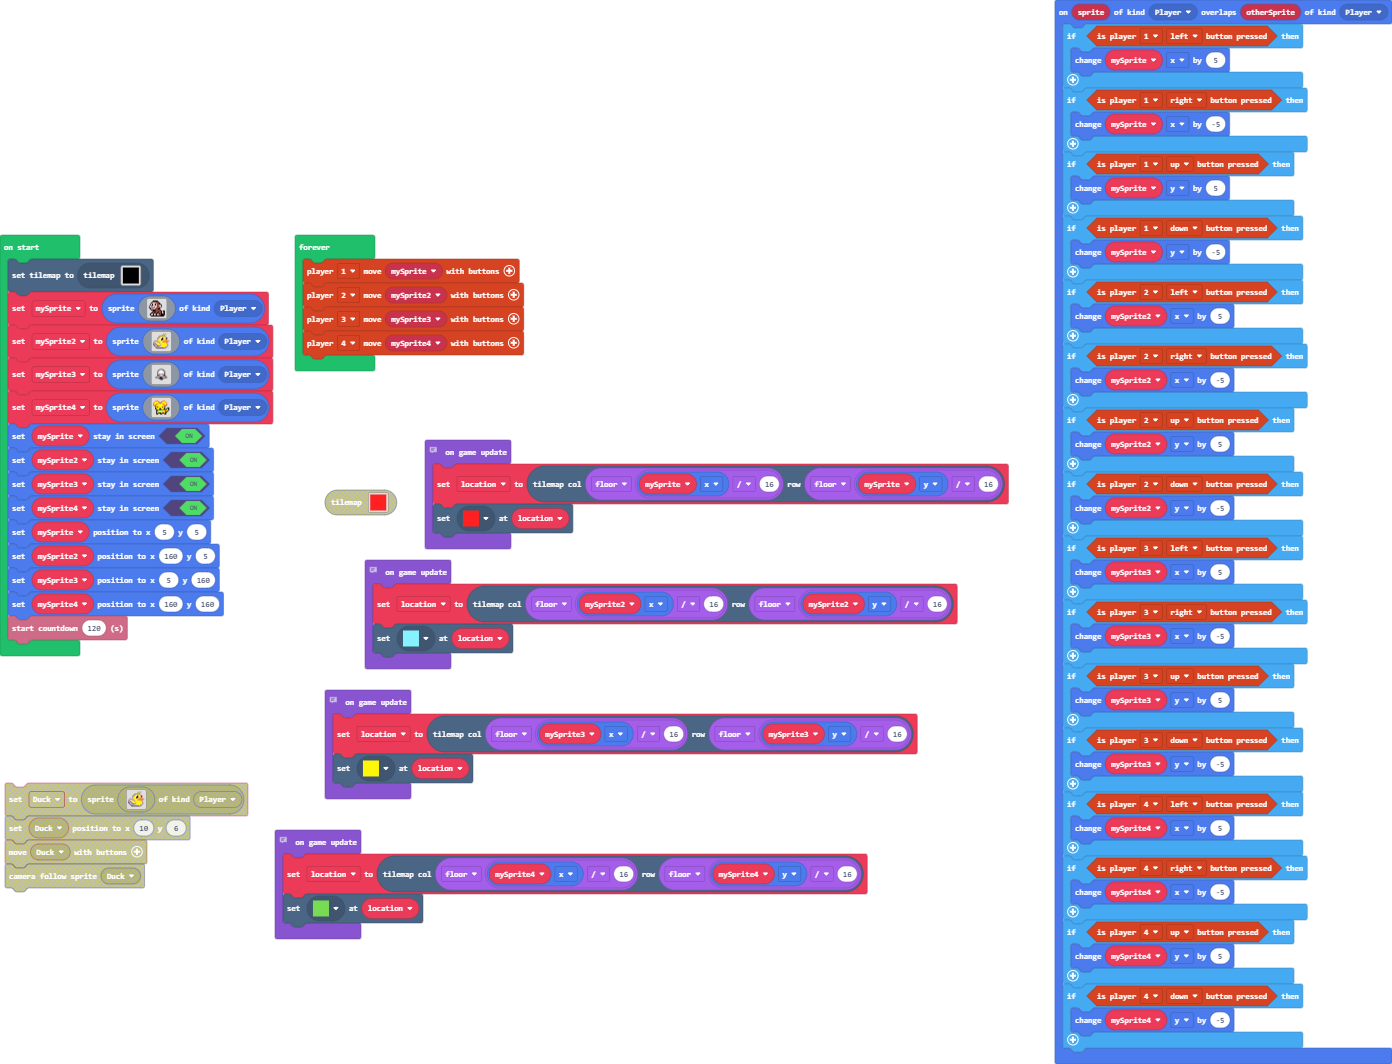 on start
set tilemap to tilemap
set mySprite to sprite of kind Player
set mySprite2 to sprite of kind Player
set mySprite3 to sprite of kind Player
set mySprite4 to sprite of kind Player
set mySprite stay in screen ON
set mySprite2 stay in screen ON
set mySprite3 stay in screen ON
set mySprite4 stay in screen ON
set mySprite position to x 5 y 5
set mySprite2 position to x 160 y 5
set mySprite3 position to x 5 y 160
set mySprite4 position to x 160 y 160
start countdown 120 (s)
set Duck to sprite of kind Player
set Duck position to x 10 y 6
move Duck with buttons
camera follow sprite Duck
forever
player 1 move mySprite with buttons
player 2 move mySprite2 with buttons
player 3 move mySprite3 with buttons
player 4 move mySprite4 with buttons
tilemap
on game update
set location to tilemap col floor mySprite x / 16 row floor mySprite y / 16
set at location
on game update
set location to tilemap col floor mySprite2 x / 16 row floor mySprite2 y / 16
set at location
on game update
set location to tilemap col floor mySprite3 x / 16 row floor mySprite3 y / 16
set at location
on game update
set location to tilemap col floor mySprite4 x / 16 row floor mySprite4 y / 16
set at location
on sprite of kind Player overlaps otherSprite of kind Player
if is player 1 left button pressed then
change mySprite x by 5
if is player 1 right button pressed then
change mySprite x by -5
if is player 1 up button pressed then
change mySprite y by 5
if is player 1 down button pressed then
change mySprite y by -5
if is player 2 left button pressed then
change mySprite2 x by 5
if is player 2 right button pressed then
change mySprite2 x by -5
if is player 2 up button pressed then
change mySprite2 y by 5
if is player 2 down button pressed then
change mySprite2 y by -5
if is player 3 left button pressed then
change mySprite3 x by 5
if is player 3 right button pressed then
change mySprite3 x by -5
if is player 3 up button pressed then
change mySprite3 y by 5
if is player 3 down button pressed then
change mySprite3 y by -5
if is player 4 left button pressed then
change mySprite4 x by 5
if is player 4 right button pressed then
change mySprite4 x by -5
if is player 4 up button pressed then
change mySprite4 y by 5
if is player 4 down button pressed then
change mySprite4 y by -5